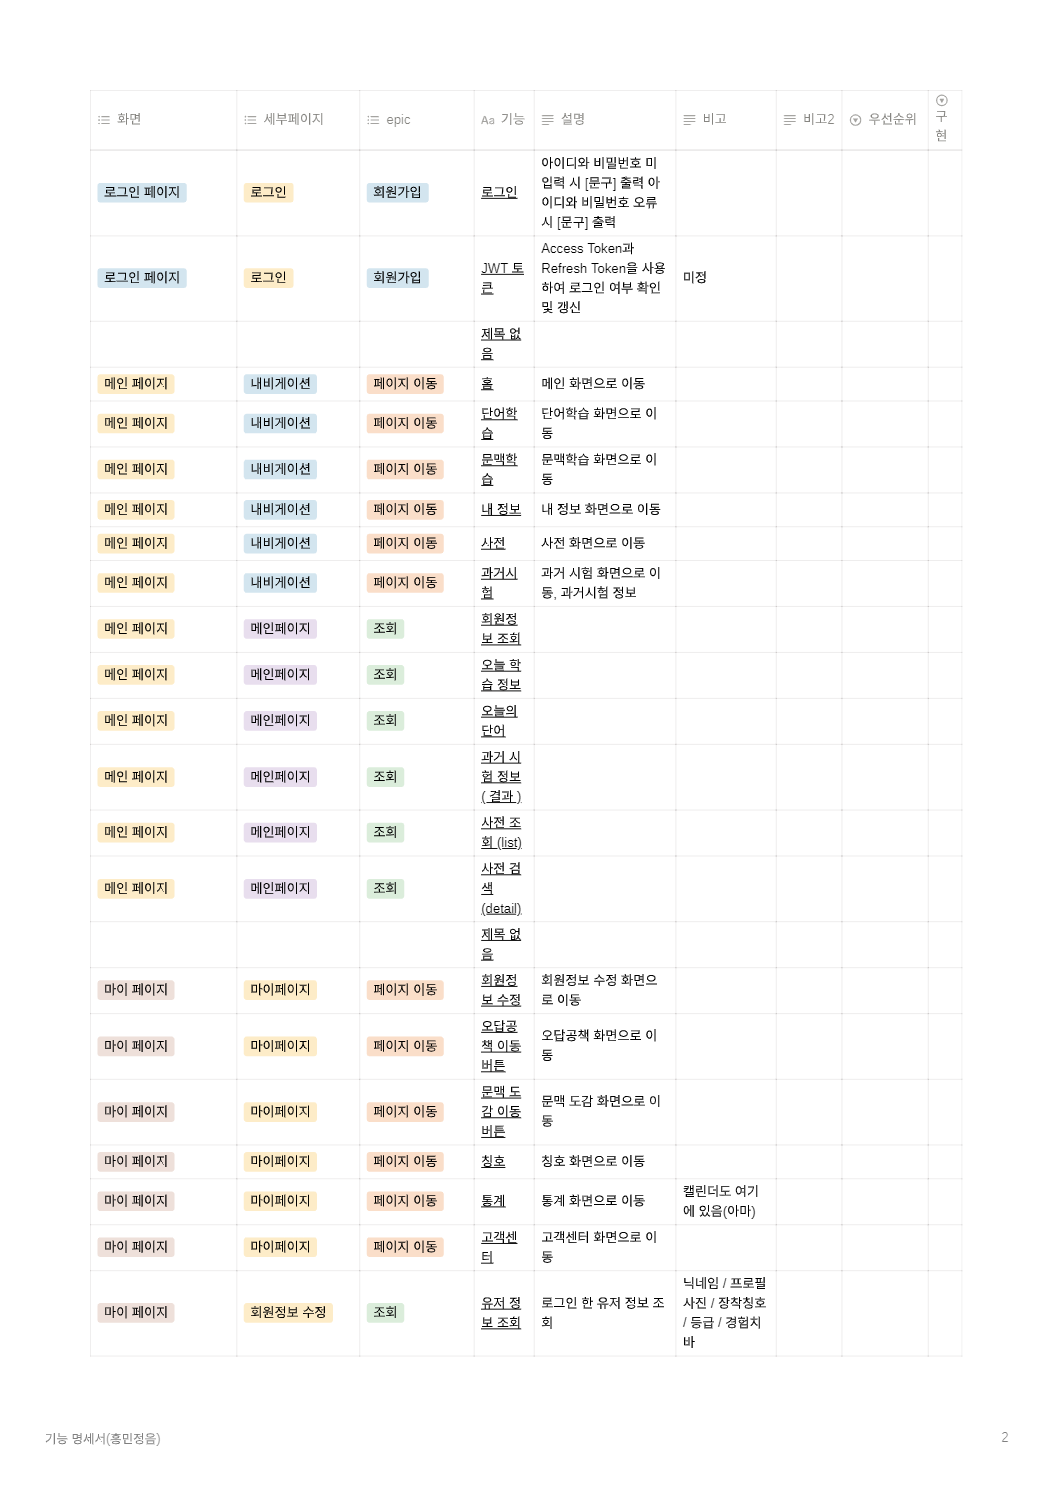 화면 세부페이지 epic Aa 기능 설명 비고 비고2 우선순위 구현
로그인 페이지 로그인 회원가입 로그인 아이디와 비밀번호 미
입력 시 [문구] 출력 아
이디와 비밀번호 오류
시 [문구] 출력
로그인 페이지 로그인 회원가입 JWT 토
큰 Access Token과
Refresh Token을 사용
하여 로그인 여부 확인
및 갱신 미정
제목 없
음
메인 페이지 내비게이션 페이지 이동 홈 메인 화면으로 이동
메인 페이지 내비게이션 페이지 이동 단어학
습 단어학습 화면으로 이
동
메인 페이지 내비게이션 페이지 이동 문맥학
습 문맥학습 화면으로 이
동
메인 페이지 내비게이션 페이지 이동 내 정보 내 정보 화면으로 이동
메인 페이지 내비게이션 페이지 이동 사전 사전 화면으로 이동
메인 페이지 내비게이션 페이지 이동 과거시
험 과거 시험 화면으로 이
동, 과거시험 정보
메인 페이지 메인페이지 조회 회원정
보 조회
메인 페이지 메인페이지 조회 오늘 학
습 정보
메인 페이지 메인페이지 조회 오늘의
단어
메인 페이지 메인페이지 조회 과거 시
험 정보
( 결과 )
메인 페이지 메인페이지 조회 사전 조
회 (list)
메인 페이지 메인페이지 조회 사전 검
색
(detail)
제목 없
음
마이 페이지 마이페이지 페이지 이동 회원정
보 수정 회원정보 수정 화면으
로 이동
마이 페이지 마이페이지 페이지 이동 오답공
책 이동
버튼 오답공책 화면으로 이
동
마이 페이지 마이페이지 페이지 이동 문맥 도
감 이동
버튼 문맥 도감 화면으로 이
동
마이 페이지 마이페이지 페이지 이동 칭호 칭호 화면으로 이동
마이 페이지 마이페이지 페이지 이동 통계 통계 화면으로 이동 캘린더도 여기
에 있음(아마)
마이 페이지 마이페이지 페이지 이동 고객센
터 고객센터 화면으로 이
동
마이 페이지 회원정보 수정 조회 유저 정
보 조회 로그인 한 유저 정보 조
회 닉네임 / 프로필
사진 / 장착칭호
/ 등급 / 경험치
바
기능 명세서(흥민정음) 2